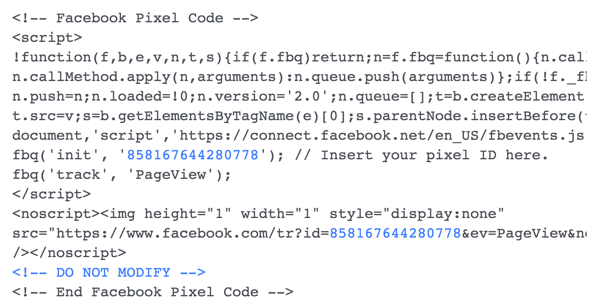 <!-- Facebook Pixel Code -->
<script>
!function(f,b,e,v,n,t,s){if(f.fbq)return;n=f.fbq=function(){n.cal
n.callMethod.apply(n,arguments):n.queue.push(arguments)};if(!f._fb
n.push=n;n.loaded=!0;n.version='2.0';n.queue=[];t=b.createElement
t.src=v;s=b.getElementsByTagName(e)[0];s.parentNode.insertBefore(
document,'script','https://connect.facebook.net/en_US/fbevents.js
fbq('init', '858167644280778'); // Insert your pixel ID here.
fbq('track', 'PageView');
</script>
<noscript><img height="1" width="1" style="display:none"
src="https://www.facebook.com/tr?id=858167644280778&ev=PageView&n
/></noscript>
<!-- DO NOT MODIFY -->
<!-- End Facebook Pixel Code -->